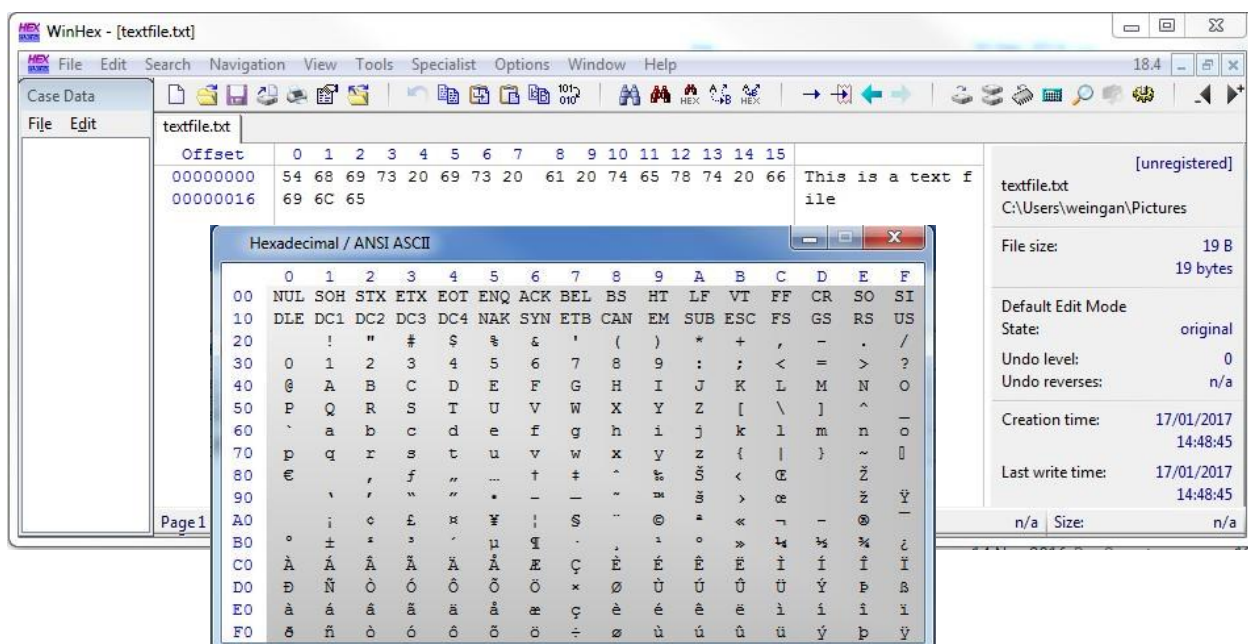 WinHex - [textfile.txt]
File Edit Search Navigation View Tools Specialist Options Window Help 18.4
Case Data
File Edit
textfile.txt
Offset 0 1 2 3 4 5 6 7 8 9 10 11 12 13 14 15
00000000 54 68 69 73 20 69 73 20 61 20 74 65 78 74 20 66 This is a text f
00000016 69 6C 65 ile
[unregistered]
textfile.txt
C:\Users\weingan\Pictures
File size: 19 B
19 bytes
Default Edit Mode
State: original
Undo level: 0
Undo reverses: n/a
Creation time: 17/01/2017
14:48:45
Last write time: 17/01/2017
14:48:45
Page 1
n/a Size: n/a
Hexadecimal / ANSI ASCII
0 1 2 3 4 5 6 7 8 9 A B C D E F
00 NUL SOH STX ETX EOT ENQ ACK BEL BS HT LF VT FF CR SO SI
10 DLE DC1 DC2 DC3 DC4 NAK SYN ETB CAN EM SUB ESC FS GS RS US
20 ! " # $ % & ' ( ) * + , - . /
30 0 1 2 3 4 5 6 7 8 9 : ; < = > ?
40 @ A B C D E F G H I J K L M N O
50 P Q R S T U V W X Y Z [ \ ] ^ _
60 ` a b c d e f g h i j k l m n o
70 p q r s t u v w x y z { | } ~ 
80 € ‚ ƒ „ … † ‡ ˆ ‰ Š ‹ Œ Ž
90 ‘ ’ “ ” • – — ˜ ™ š › œ ž Ÿ
A0 ¡ ¢ £ ¤ ¥ ¦ § ¨ © ª « ¬ - ® ¯
B0 ° ± ² ³ ´ µ ¶ · ¸ ¹ º » ¼ ½ ¾ ¿
C0 À Á Â Ã Ä Å Æ Ç È É Ê Ë Ì Í Î Ï
D0 Ð Ñ Ò Ó Ô Õ Ö × Ø Ù Ú Û Ü Ý Þ ß
E0 à á â ã ä å æ ç è é ê ë ì í î ï
F0 ð ñ ò ó ô õ ö ÷ ø ù ú û ü ý þ ÿ